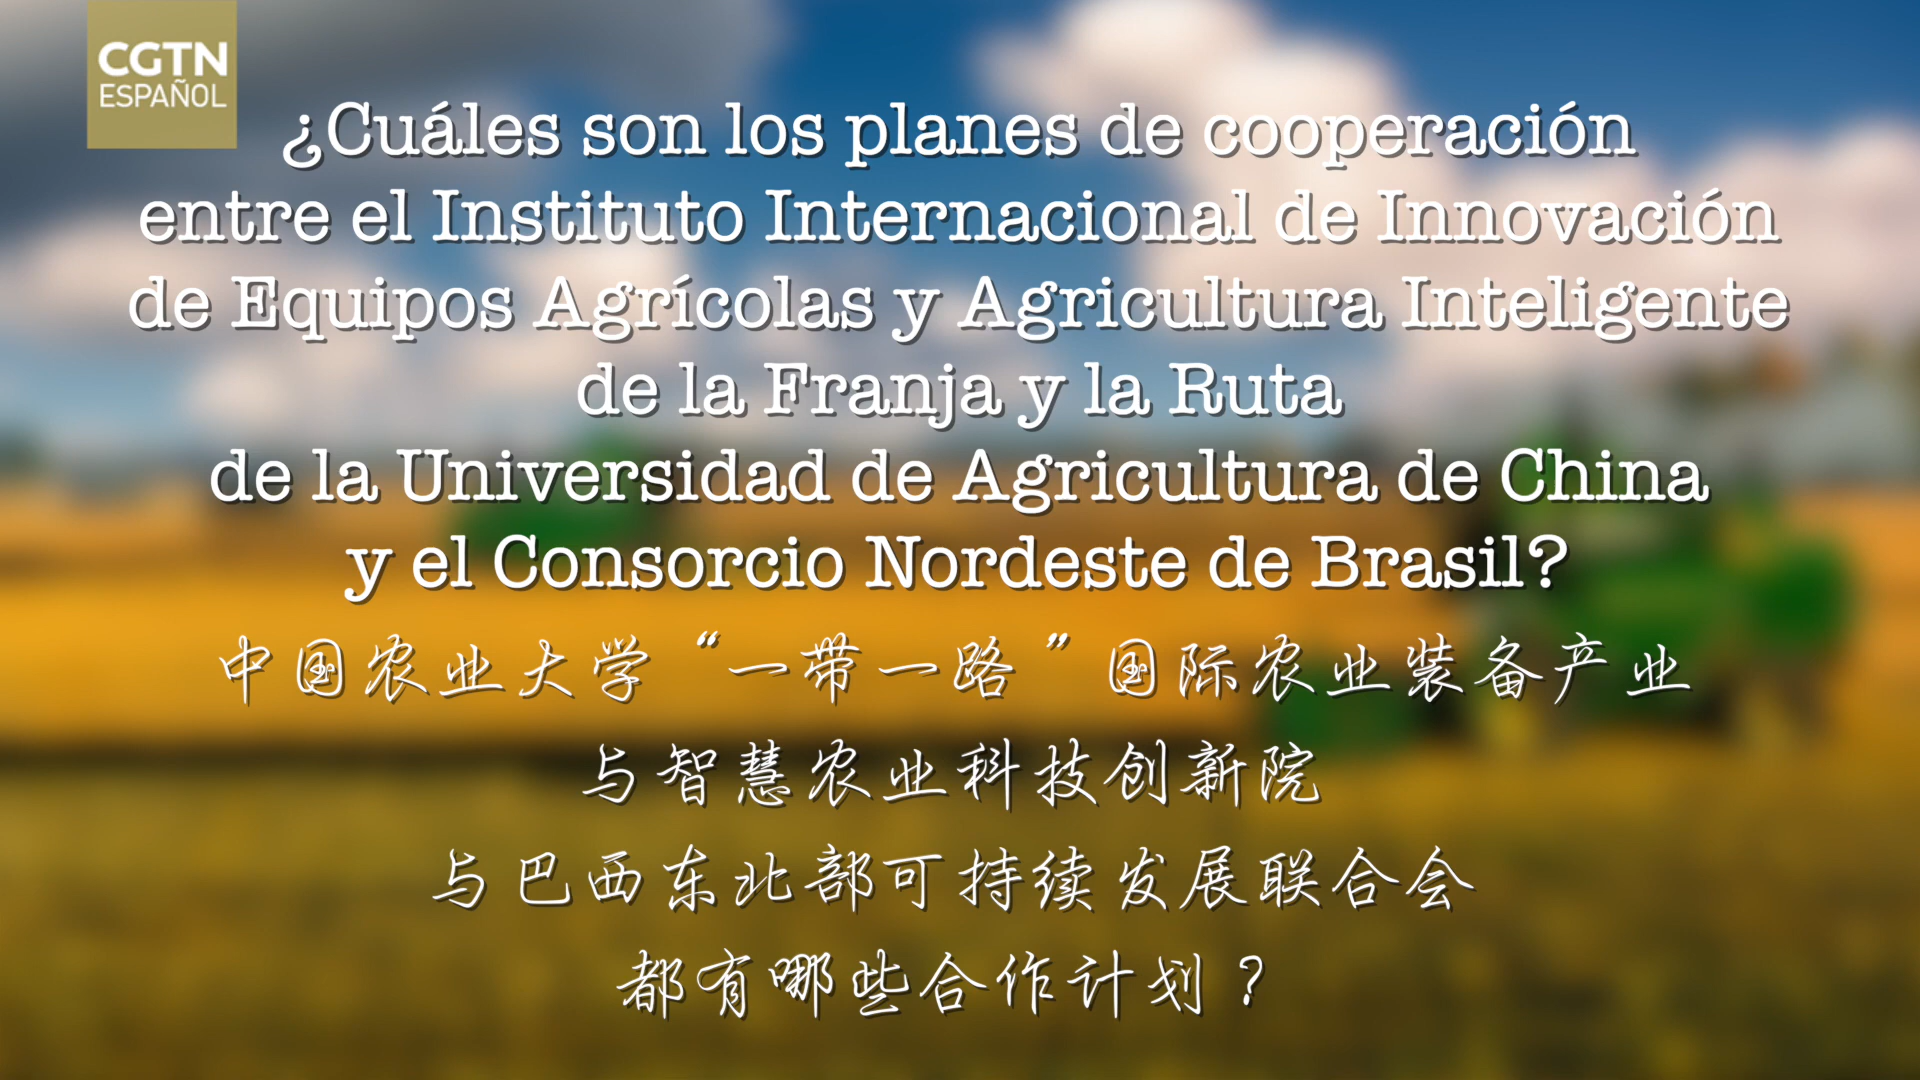 CGTN
ESPAÑOL
¿Cuáles son los planes de cooperación
entre el Instituto Internacional de Innovación
de Equipos Agrícolas y Agricultura Inteligente
de la Franja y la Ruta
de la Universidad de Agricultura de China
y el Consorcio Nordeste de Brasil?
中国农业大学“一带一路”国际农业装备产业
与智慧农业科技创新院
与巴西东北部可持续发展联合会
都有哪些合作计划？